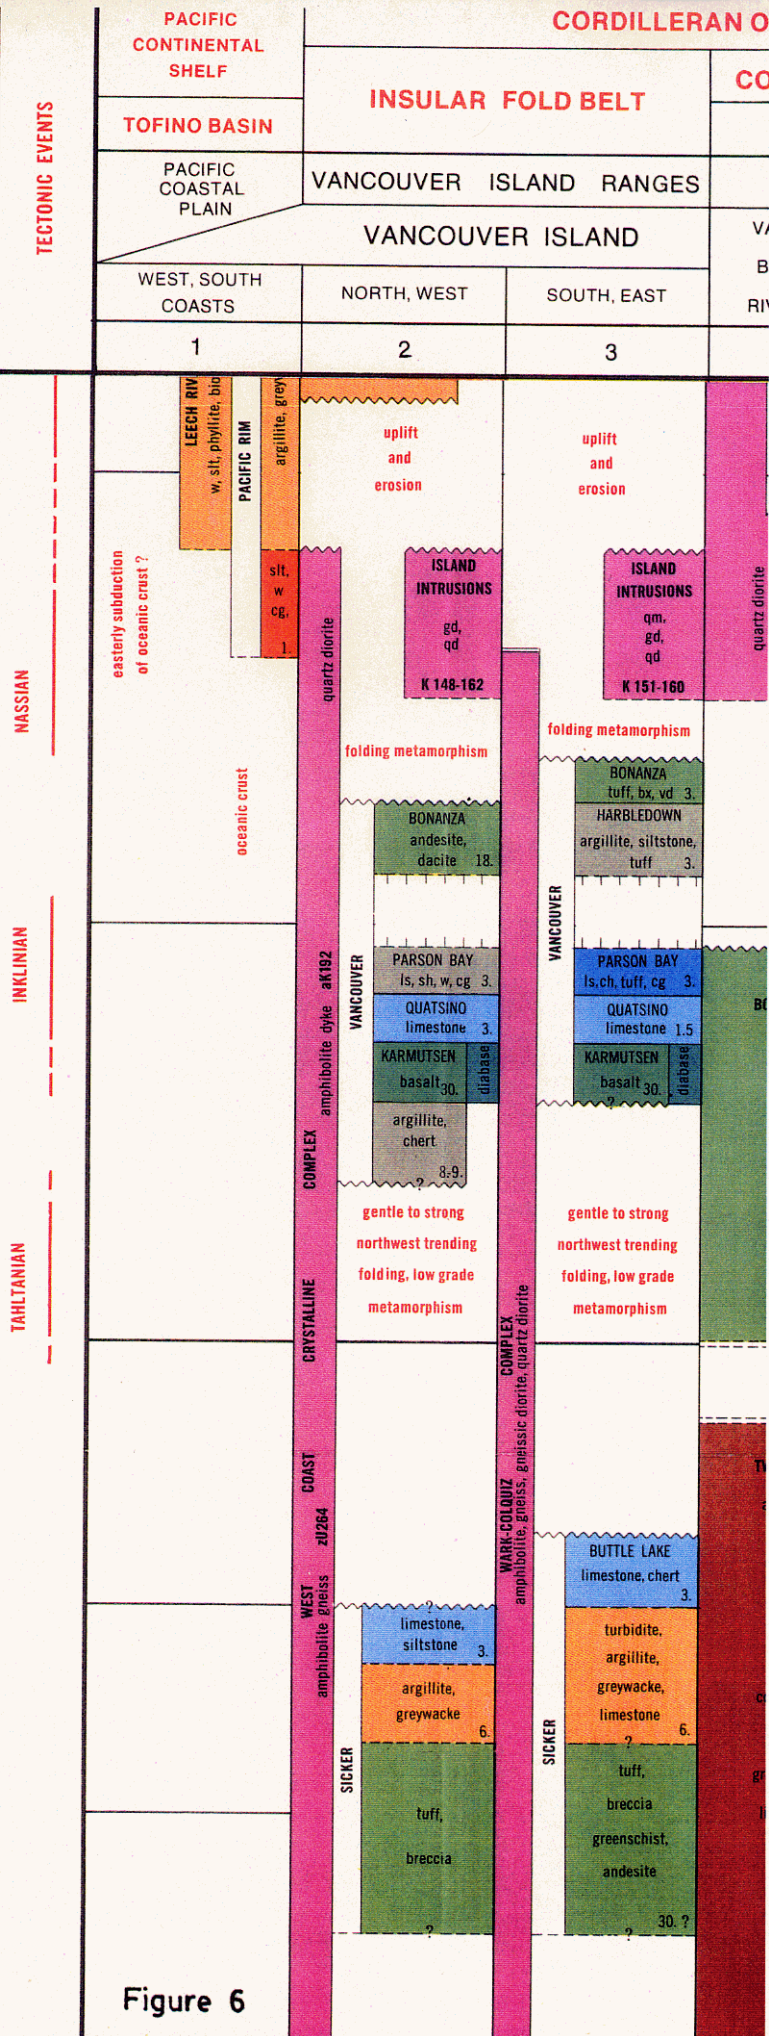 PACIFIC
CONTINENTAL
SHELF
CORDILLERAN O
INSULAR FOLD BELT
CO
TOFINO BASIN
TECTONIC EVENTS
PACIFIC
COASTAL
PLAIN
VANCOUVER ISLAND RANGES
VANCOUVER ISLAND
VA
B
RIV
WEST, SOUTH
COASTS
NORTH, WEST
SOUTH, EAST
1
2
3
LEECH RIV
w, slt, phyllite, bio
PACIFIC RIM
argillite, grey
slt,
w
cg,
1.
easterly subduction
of oceanic crust ?
oceanic crust
NASSIAN
INKLINIAN
TAHLTANIAN
uplift
and
erosion
ISLAND
INTRUSIONS
gd,
qd
K 148-162
folding metamorphism
quartz diorite
amphibolite dyke aK192
WEST COAST CRYSTALLINE COMPLEX
amphibolite gneiss zU264
VANCOUVER
BONANZA
andesite,
dacite 18.
PARSON BAY
ls, sh, w, cg 3.
QUATSINO
limestone 3.
KARMUTSEN
basalt 30.
diabase
argillite,
chert
8-9.
?
gentle to strong
northwest trending
folding, low grade
metamorphism
?
SICKER
limestone,
siltstone 3.
argillite,
greywacke
6.
tuff,
breccia
?
uplift
and
erosion
ISLAND
INTRUSIONS
qm,
gd,
qd
K 151-160
folding metamorphism
WARK-COLQUIZ COMPLEX
amphibolite, gneiss, gneissic diorite, quartz diorite
VANCOUVER
BONANZA
tuff, bx, vd 3.
HARBLEDOWN
argillite, siltstone,
tuff 3.
PARSON BAY
ls,ch, tuff, cg 3.
QUATSINO
limestone 1.5
KARMUTSEN
basalt 30.
diabase
?
gentle to strong
northwest trending
folding, low grade
metamorphism
SICKER
BUTTLE LAKE
limestone, chert
3.
turbidite,
argillite,
greywacke,
limestone
? 6.
tuff,
breccia
greenschist,
andesite
30. ?
?
quartz diorite
BO
TW
gr
li
Figure 6